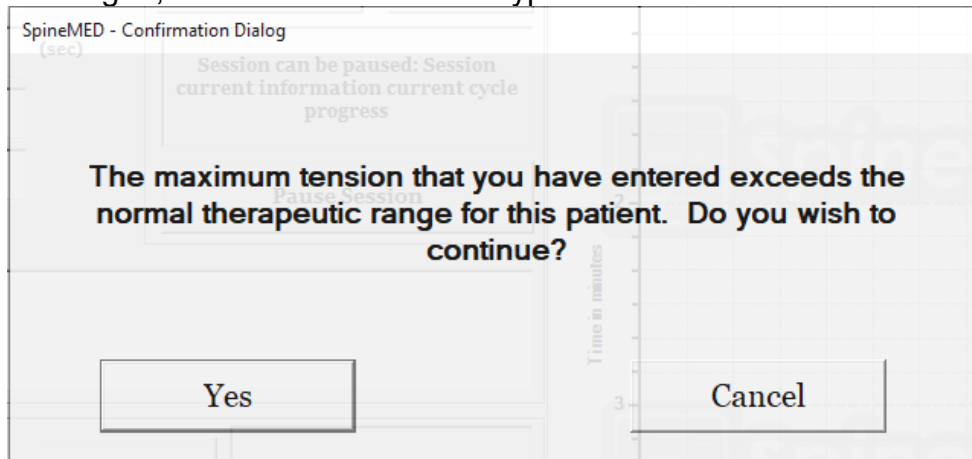 SpineMED - Confirmation Dialog
(sec)
Session can be paused: Session
current information current cycle
progress
The maximum tension that you have entered exceeds the
Pause Session
normal therapeutic range for this patient. Do you wish to
2
continue?
Time in minutes
Yes
Cancel
3
spine